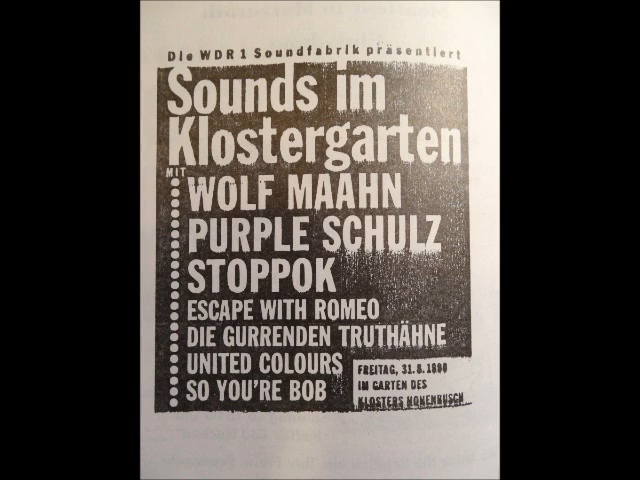 Die WDR 1 Soundfabrik präsentiert
Sounds im
Klostergarten
MIT
WOLF MAAHN
PURPLE SCHULZ
STOPPOK
ESCAPE WITH ROMEO
DIE GURRENDEN TRUTHÄHNE
UNITED COLOURS
SO YOU'RE BOB
FREITAG, 31.8.1990
IM GARTEN DES
KLOSTERS HOHENBUSCH